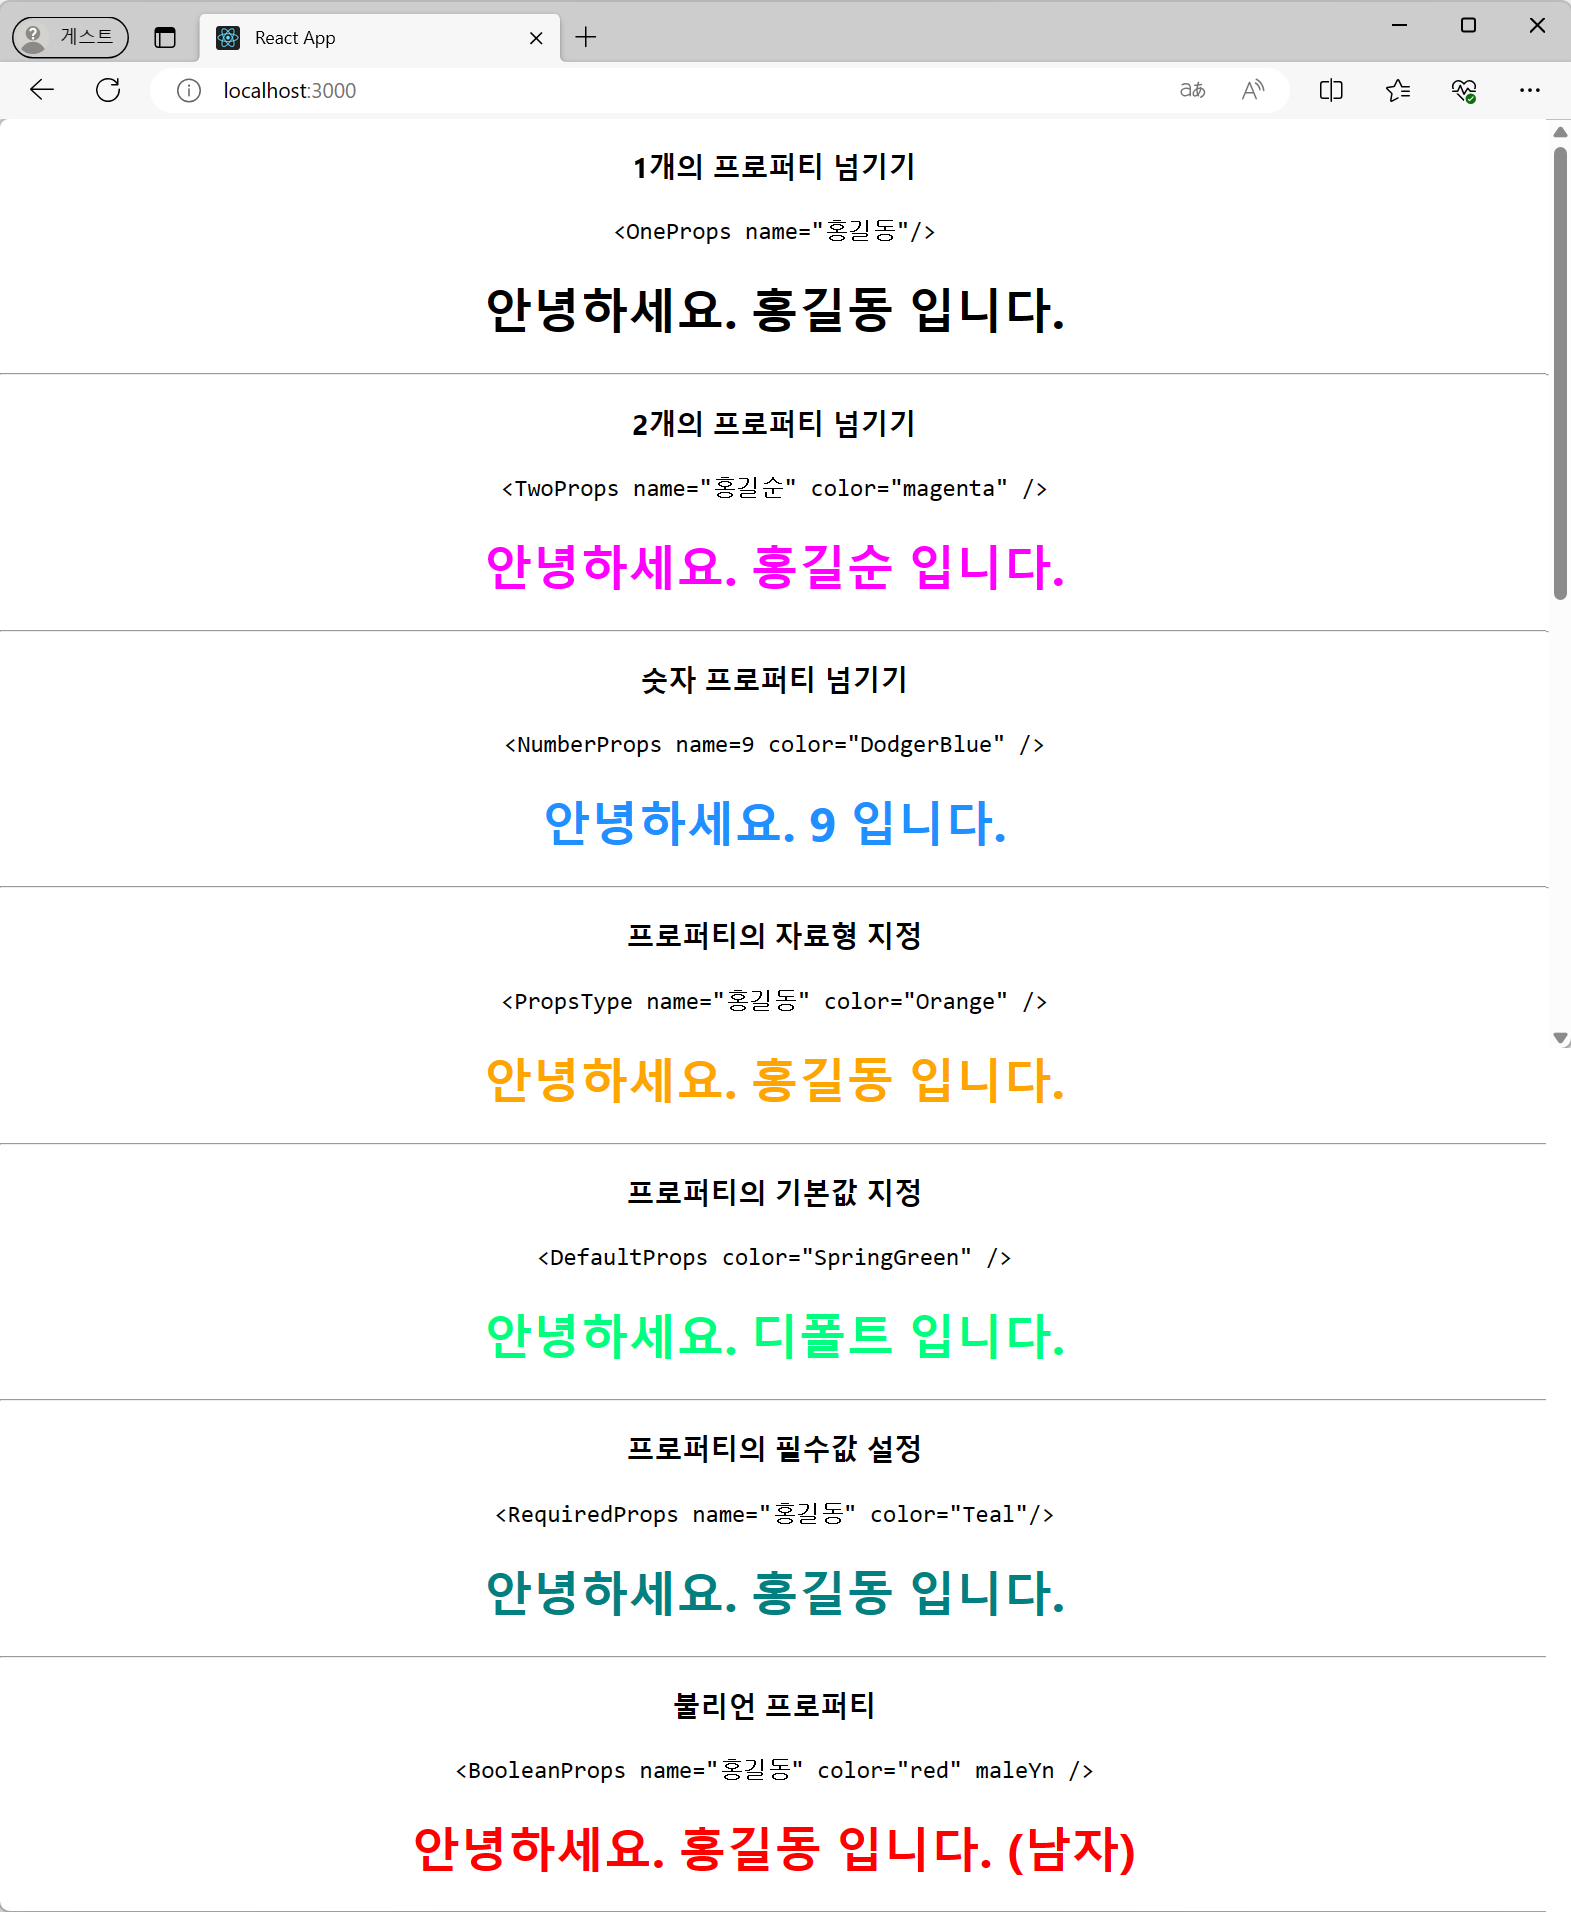 게스트
React App
localhost:3000
1개의 프로퍼티 넘기기
<OneProps name="홍길동"/>
안녕하세요. 홍길동 입니다.
2개의 프로퍼티 넘기기
<TwoProps name="홍길순" color="magenta" />
안녕하세요. 홍길순 입니다.
숫자 프로퍼티 넘기기
<NumberProps name=9 color="DodgerBlue" />
안녕하세요. 9 입니다.
프로퍼티의 자료형 지정
<PropsType name="홍길동" color="Orange" />
안녕하세요. 홍길동 입니다.
프로퍼티의 기본값 지정
<DefaultProps color="SpringGreen" />
안녕하세요. 디폴트 입니다.
프로퍼티의 필수값 설정
<RequiredProps name="홍길동" color="Teal"/>
안녕하세요. 홍길동 입니다.
불리언 프로퍼티
<BooleanProps name="홍길동" color="red" maleYn />
안녕하세요. 홍길동 입니다. (남자)